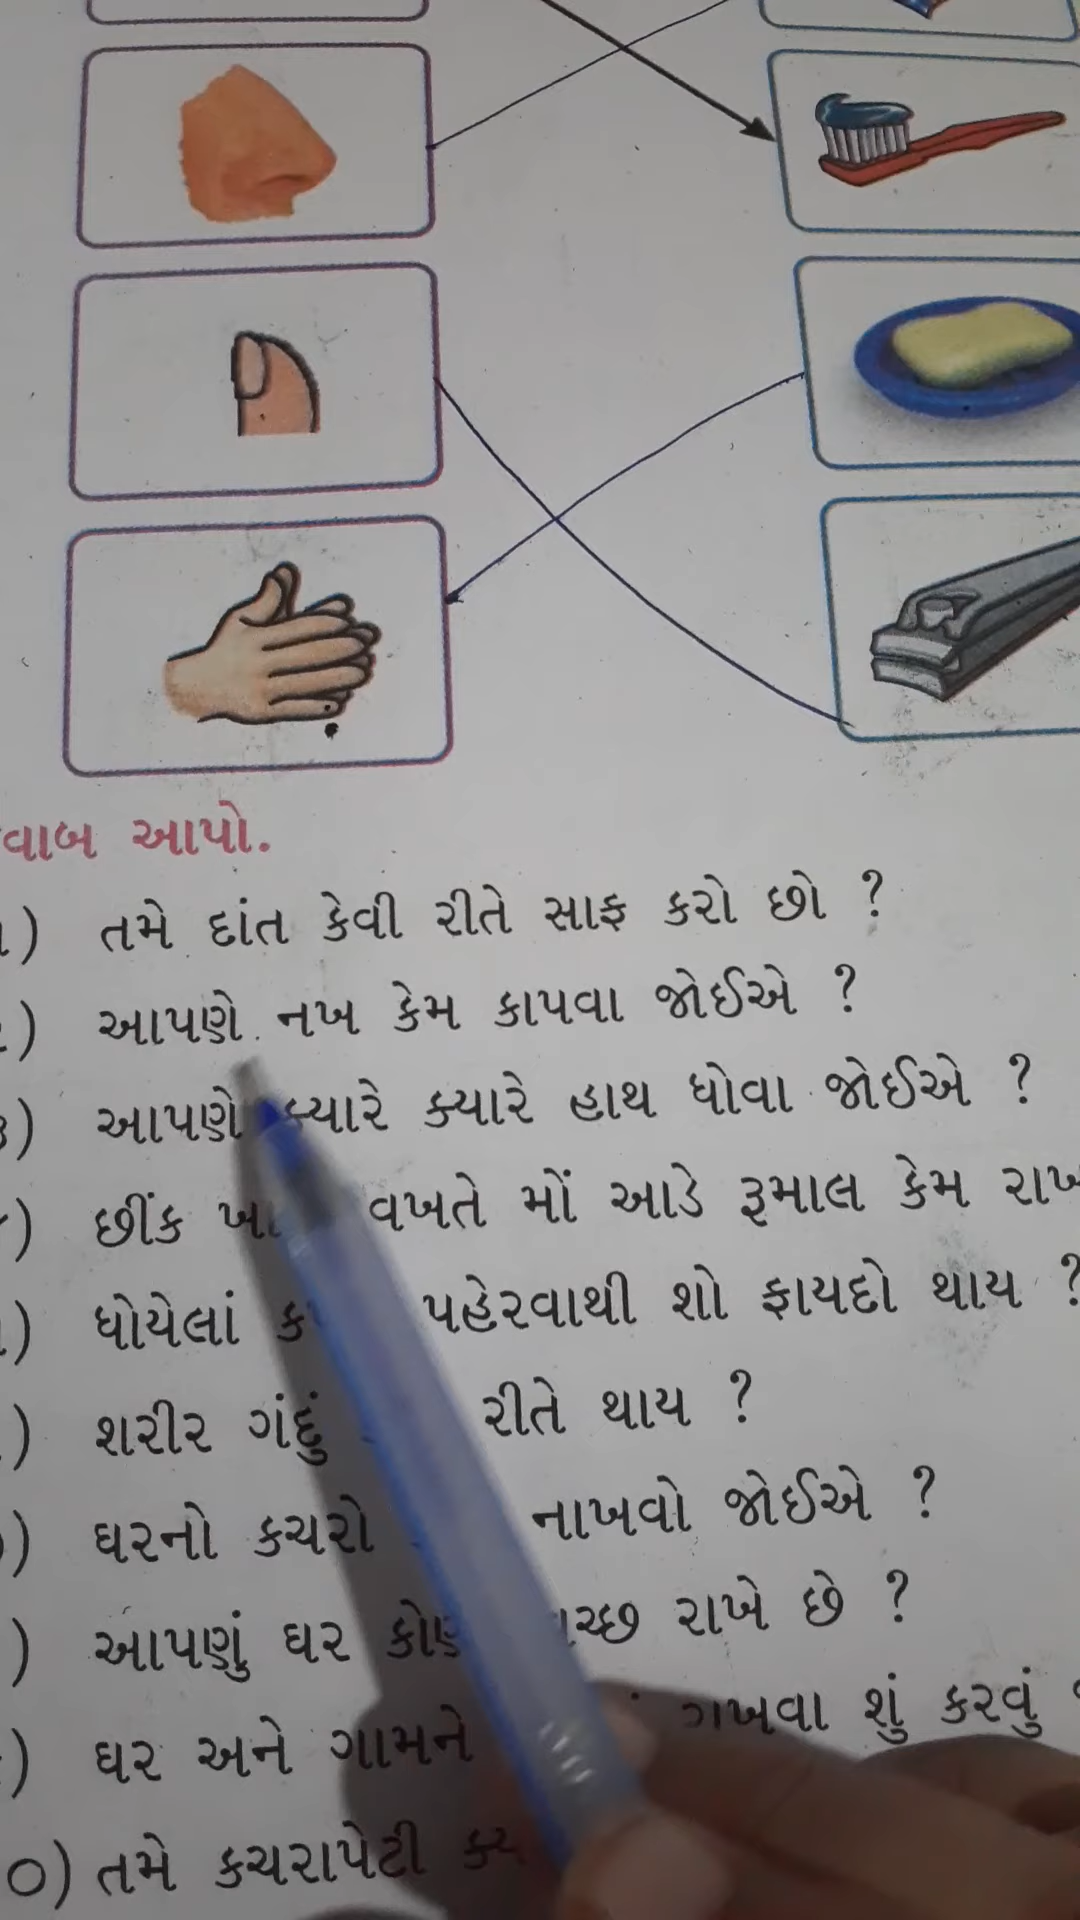 વાબ આપો.
) તમે દાંત કેવી રીતે સાફ કરો છો ?
) આપણે નખ કેમ કાપવા જોઈએ ?
) આપણે ક્યારે ક્યારે હાથ ધોવા જોઈએ ?
) છીંક વખતે મોં આડે રૂમાલ કેમ રાખ
) ધોયેલાં પહેરવાથી શો ફાયદો થાય ?
) શરીર ગંદું રીતે થાય ?
) ઘરનો કચરો નાખવો જોઈએ ?
) આપણું ઘર કોણ રાખે છે ?
) ઘર અને ગામને શું કરવું
૦) તમે કચરાપેટી